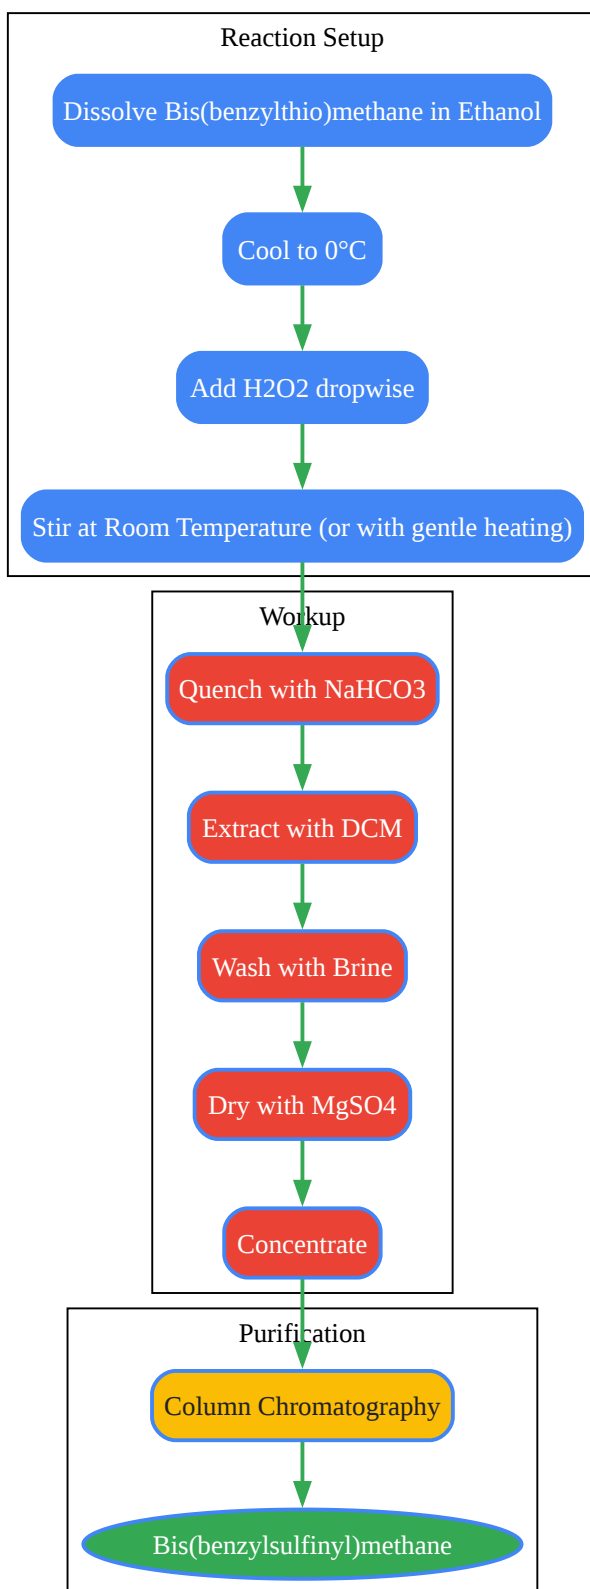 Reaction Setup
Dissolve Bis(benzylthio)methane in Ethanol
Cool to 0°C
Add H2O2 dropwise
Stir at Room Temperature (or with gentle heating)
Workup
Quench with NaHCO3
Extract with DCM
Wash with Brine
Dry with MgSO4
Concentrate
Purification
Column Chromatography
Bis(benzylsulfinyl)methane